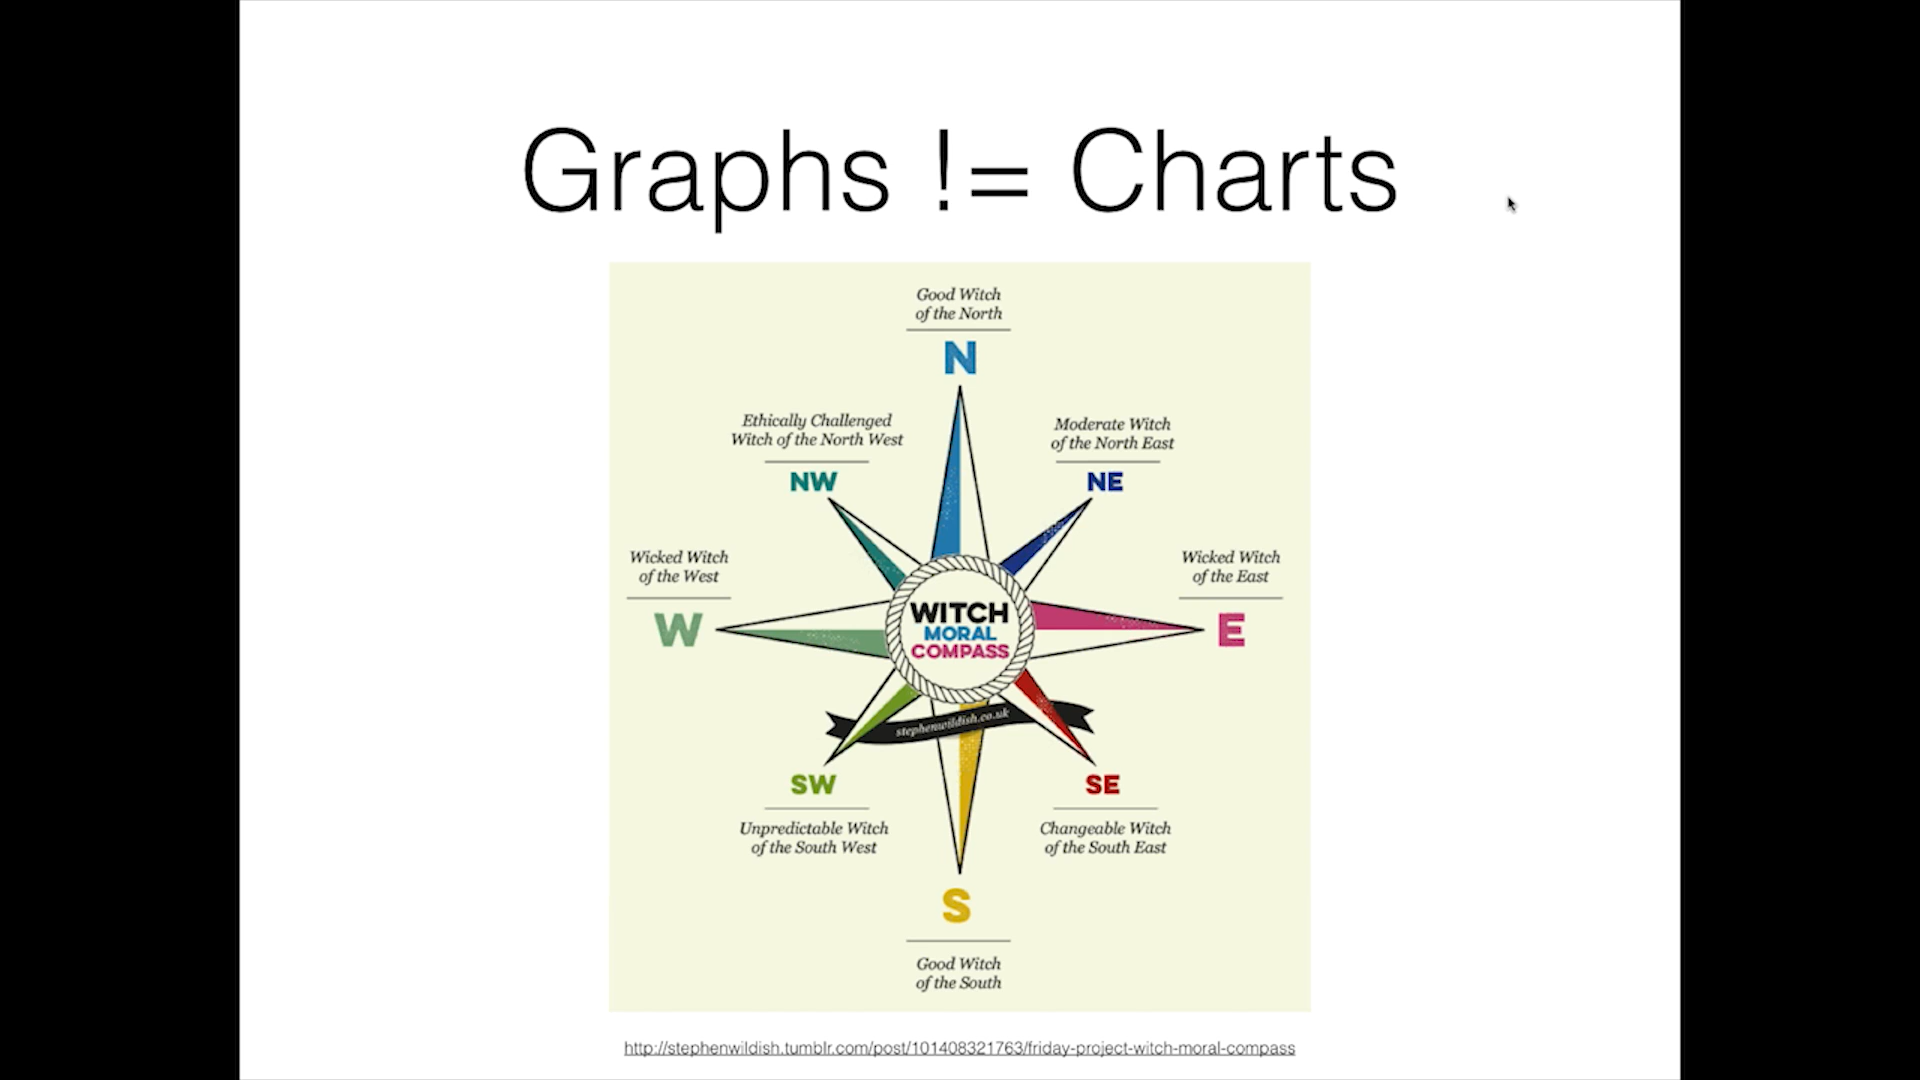 Graphs != Charts
Good Witch
of the North
N
Ethically Challenged
Witch of the North West
NW
Moderate Witch
of the North East
NE
Wicked Witch
of the West
W
Wicked Witch
of the East
E
WITCH
MORAL
COMPASS
stephenwildish.co.uk
SW
Unpredictable Witch
of the South West
SE
Changeable Witch
of the South East
S
Good Witch
of the South
http://stephenwildish.tumblr.com/post/101408321763/friday-project-witch-moral-compass